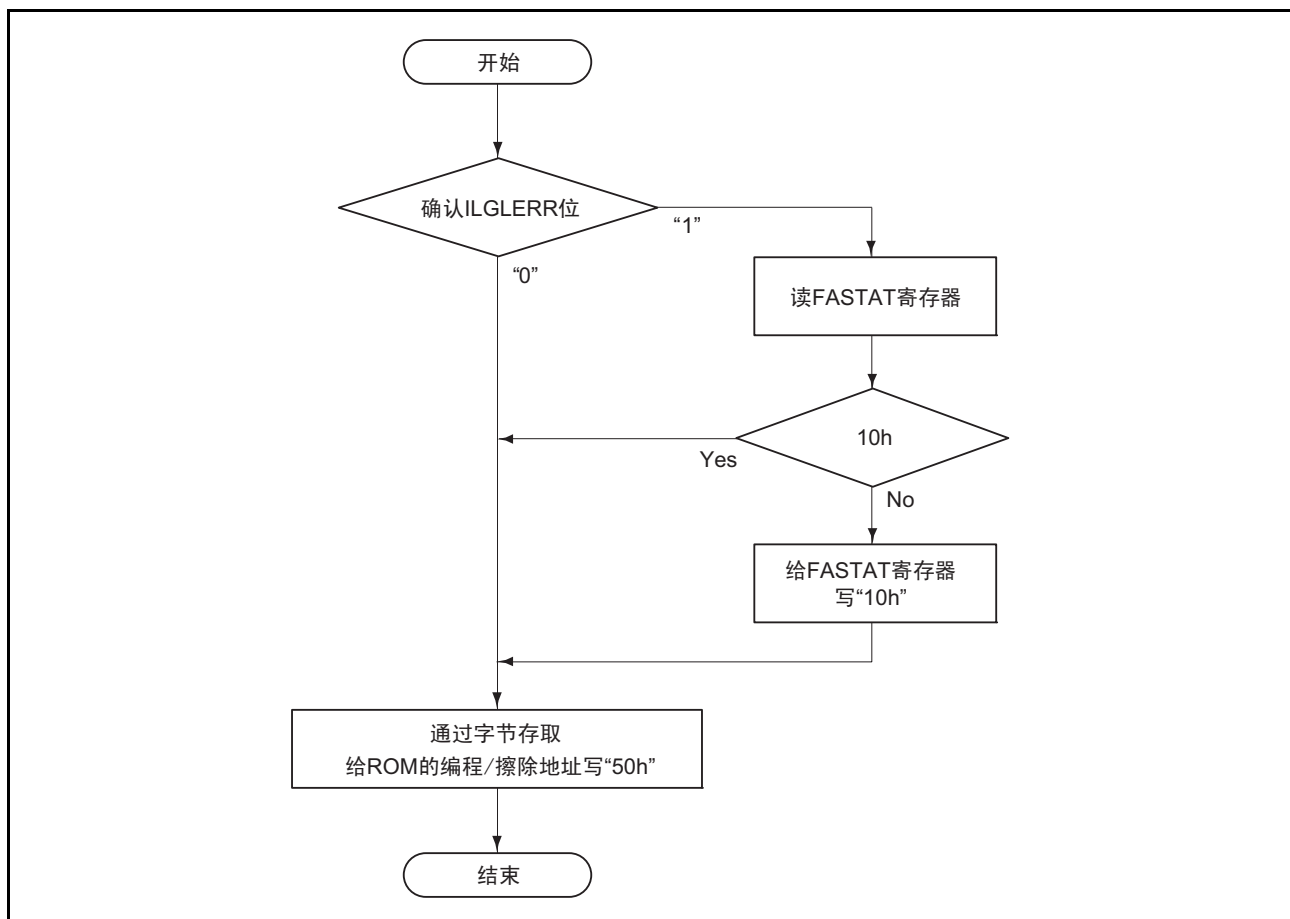 开始
确认ILGLERR位
“1”
“0”
读FASTAT寄存器
10h
Yes
No
给FASTAT寄存器
写“10h”
通过字节存取
给ROM的编程/擦除地址写“50h”
结束